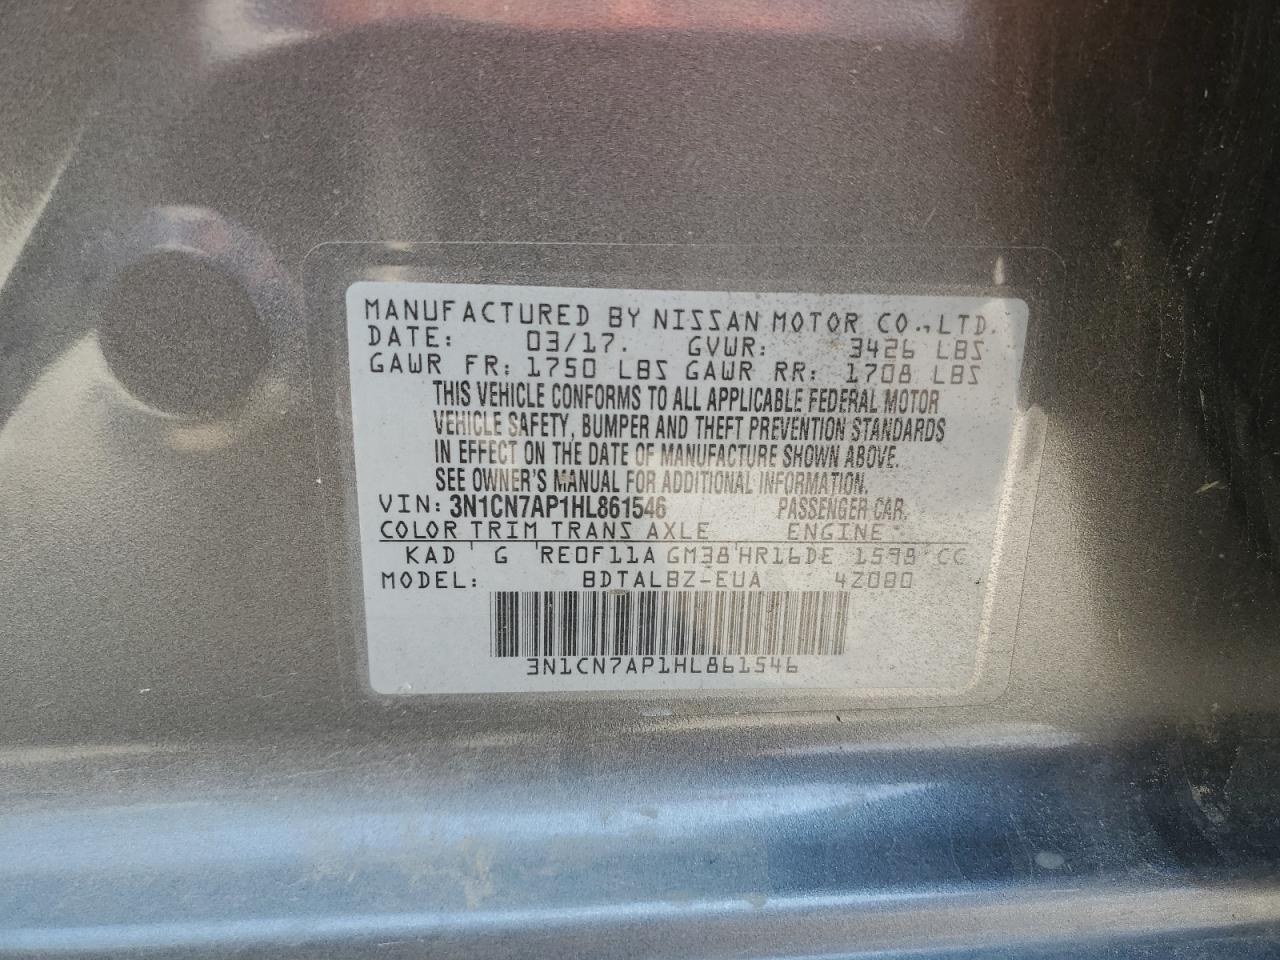 MANUFACTURED BY NISSAN MOTOR CO.,LTD.
DATE: 03/17. GVWR: 3426 LBS
GAWR FR: 1750 LBS GAWR RR: 1708 LBS
THIS VEHICLE CONFORMS TO ALL APPLICABLE FEDERAL MOTOR
VEHICLE SAFETY, BUMPER AND THEFT PREVENTION STANDARDS
IN EFFECT ON THE DATE OF MANUFACTURE SHOWN ABOVE.
SEE OWNER'S MANUAL FOR ADDITIONAL INFORMATION.
VIN: 3N1CN7AP1HL861546 PASSENGER CAR.
COLOR TRIM TRANS AXLE ENGINE
KAD G RE0F11A GM38 HR16DE 1598 CC
MODEL: BDTALBZ-EUA 4Z080
3N1CN7AP1HL861546